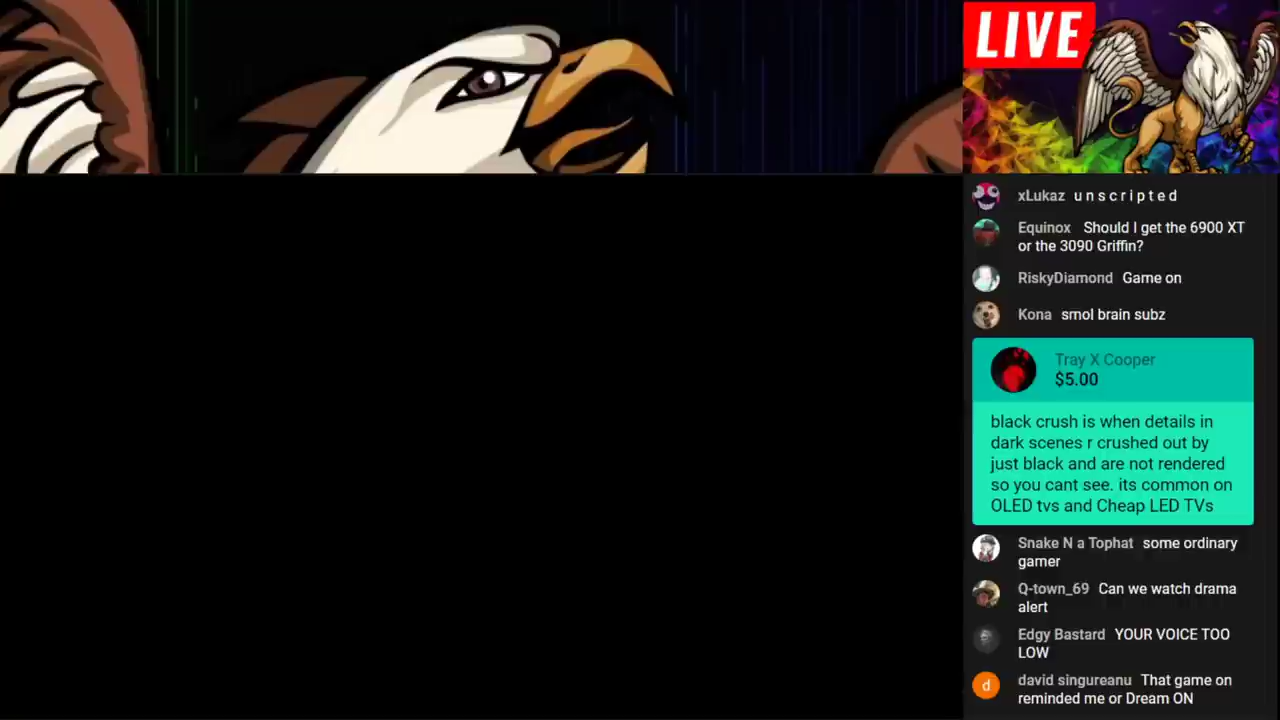 LIVE
xLukaz u n s c r i p t e d
Equinox Should I get the 6900 XT
or the 3090 Griffin?
RiskyDiamond Game on
Kona smol brain subz
Tray X Cooper
$5.00
black crush is when details in
dark scenes r crushed out by
just black and are not rendered
so you cant see. its common on
OLED tvs and Cheap LED TVs
Snake N a Tophat some ordinary
gamer
Q-town_69 Can we watch drama
alert
Edgy Bastard YOUR VOICE TOO
LOW
d david singureanu That game on
reminded me or Dream ON